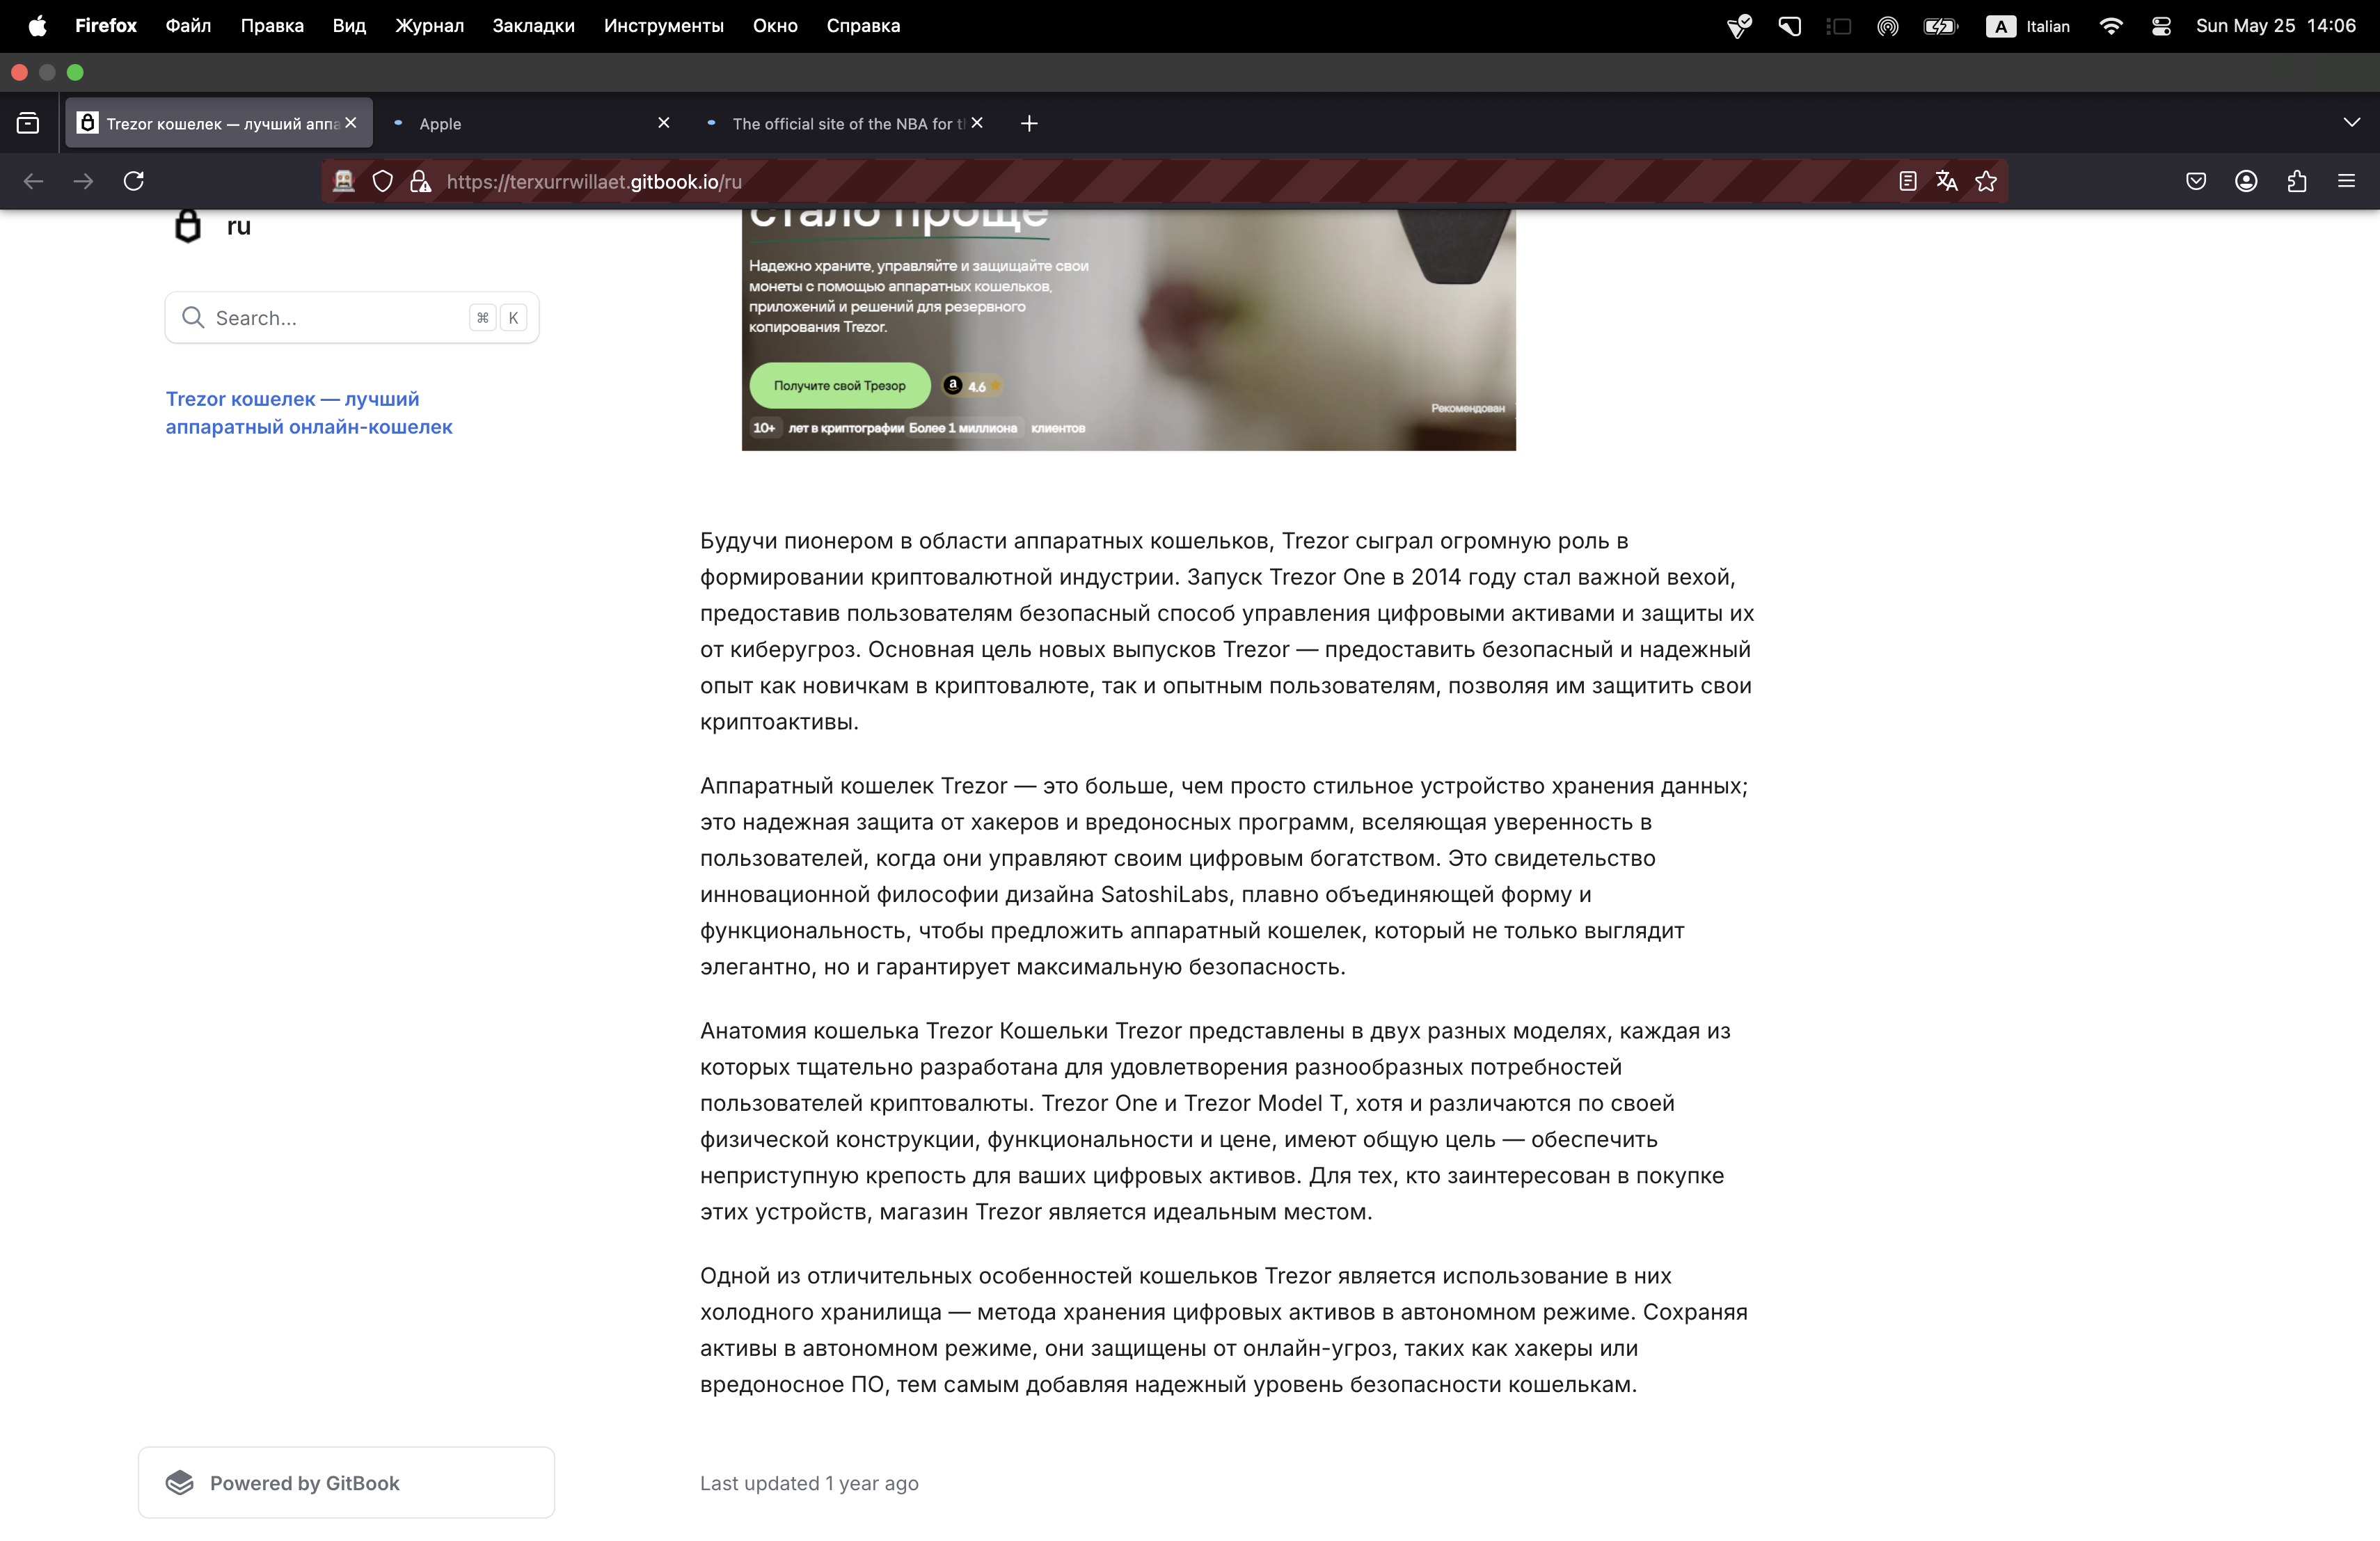 Firefox Файл Правка Вид Журнал Закладки Инструменты Окно Справка A Italian Sun May 25 14:06
Trezor кошелек — лучший аппа Apple The official site of the NBA for t
https://terxurrwillaet.gitbook.io/ru
ru
Search... ⌘ K
Trezor кошелек — лучший
аппаратный онлайн-кошелек
стало проще
Надежно храните, управляйте и защищайте свои
монеты с помощью аппаратных кошельков,
приложений и решений для резервного
копирования Trezor.
Получите свой Трезор a 4.6
Рекомендован
10+ лет в криптографии Более 1 миллиона клиентов
Будучи пионером в области аппаратных кошельков, Trezor сыграл огромную роль в
формировании криптовалютной индустрии. Запуск Trezor One в 2014 году стал важной вехой,
предоставив пользователям безопасный способ управления цифровыми активами и защиты их
от киберугроз. Основная цель новых выпусков Trezor — предоставить безопасный и надежный
опыт как новичкам в криптовалюте, так и опытным пользователям, позволяя им защитить свои
криптоактивы.
Аппаратный кошелек Trezor — это больше, чем просто стильное устройство хранения данных;
это надежная защита от хакеров и вредоносных программ, вселяющая уверенность в
пользователей, когда они управляют своим цифровым богатством. Это свидетельство
инновационной философии дизайна SatoshiLabs, плавно объединяющей форму и
функциональность, чтобы предложить аппаратный кошелек, который не только выглядит
элегантно, но и гарантирует максимальную безопасность.
Анатомия кошелька Trezor Кошельки Trezor представлены в двух разных моделях, каждая из
которых тщательно разработана для удовлетворения разнообразных потребностей
пользователей криптовалюты. Trezor One и Trezor Model T, хотя и различаются по своей
физической конструкции, функциональности и цене, имеют общую цель — обеспечить
неприступную крепость для ваших цифровых активов. Для тех, кто заинтересован в покупке
этих устройств, магазин Trezor является идеальным местом.
Одной из отличительных особенностей кошельков Trezor является использование в них
холодного хранилища — метода хранения цифровых активов в автономном режиме. Сохраняя
активы в автономном режиме, они защищены от онлайн-угроз, таких как хакеры или
вредоносное ПО, тем самым добавляя надежный уровень безопасности кошелькам.
Powered by GitBook
Last updated 1 year ago